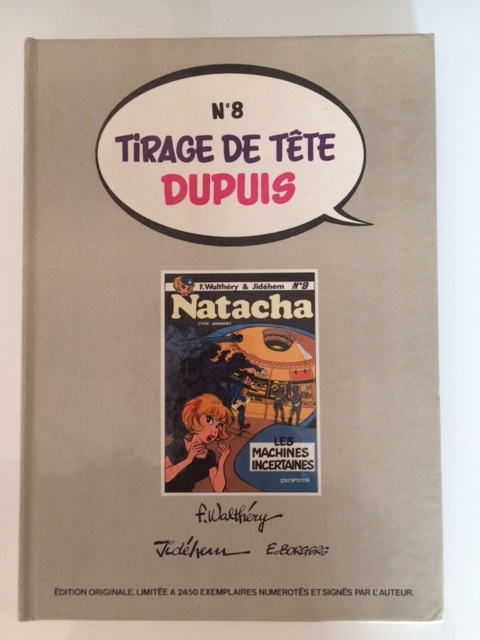 N°8
TIRAGE DE TÊTE
DUPUIS
F. Walthéry & Jidéhem N°9
Natacha
LES
MACHINES
INCERTAINES
DUPUIS
F. Walthéry
Jidéhem E. BORGERS
ÉDITION ORIGINALE, LIMITÉE A 2450 EXEMPLAIRES NUMEROTÉS ET SIGNÉS PAR L'AUTEUR.